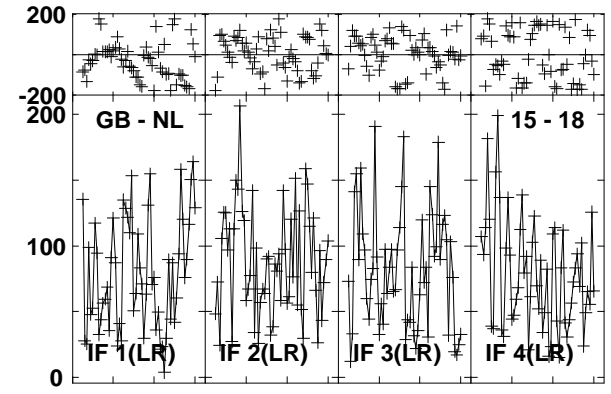 200
-200
200
GB - NL
15 - 18
100
IF 1(LR)
IF 2(LR)
IF 3(LR)
IF 4(LR)
0